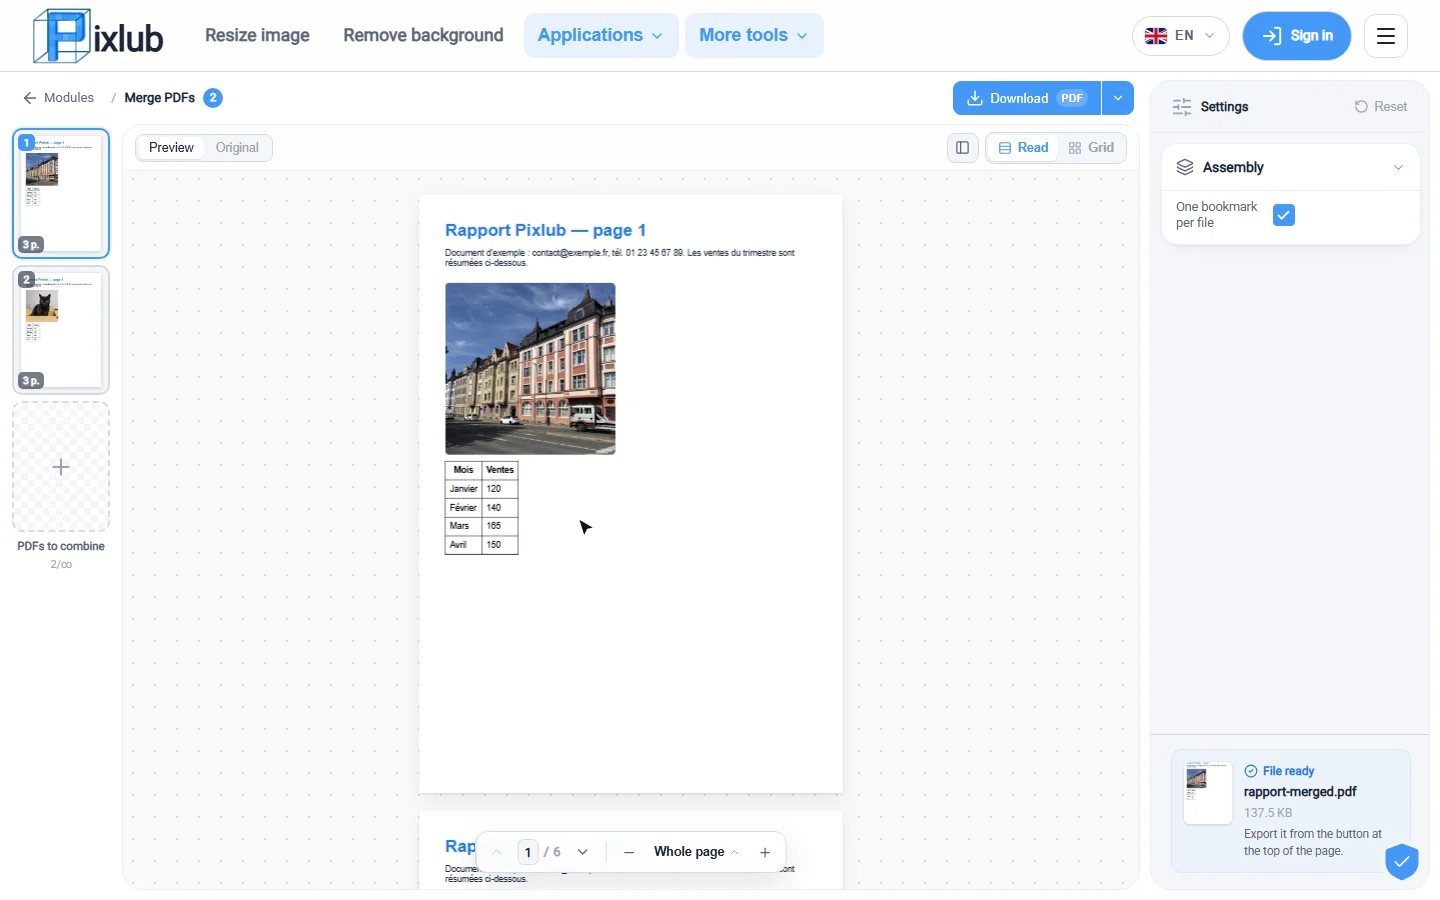 Pixlub
Resize image
Remove background
Applications
More tools
EN
Sign in
Modules / Merge PDFs 2
Download PDF
Settings
Reset
1
3 p.
2
3 p.
PDFs to combine
2/∞
Preview
Original
Read
Grid
Rapport Pixlub — page 1
Document d'exemple : contact@exemple.fr, tél. 01 23 45 67 89. Les ventes du trimestre sont
résumées ci-dessous.
Mois Ventes
Janvier 120
Février 140
Mars 165
Avril 150
Rap
Docume
ont
résumées ci-dessous.
1 / 6
Whole page
Assembly
One bookmark
per file
File ready
rapport-merged.pdf
137.5 KB
Export it from the button at
the top of the page.